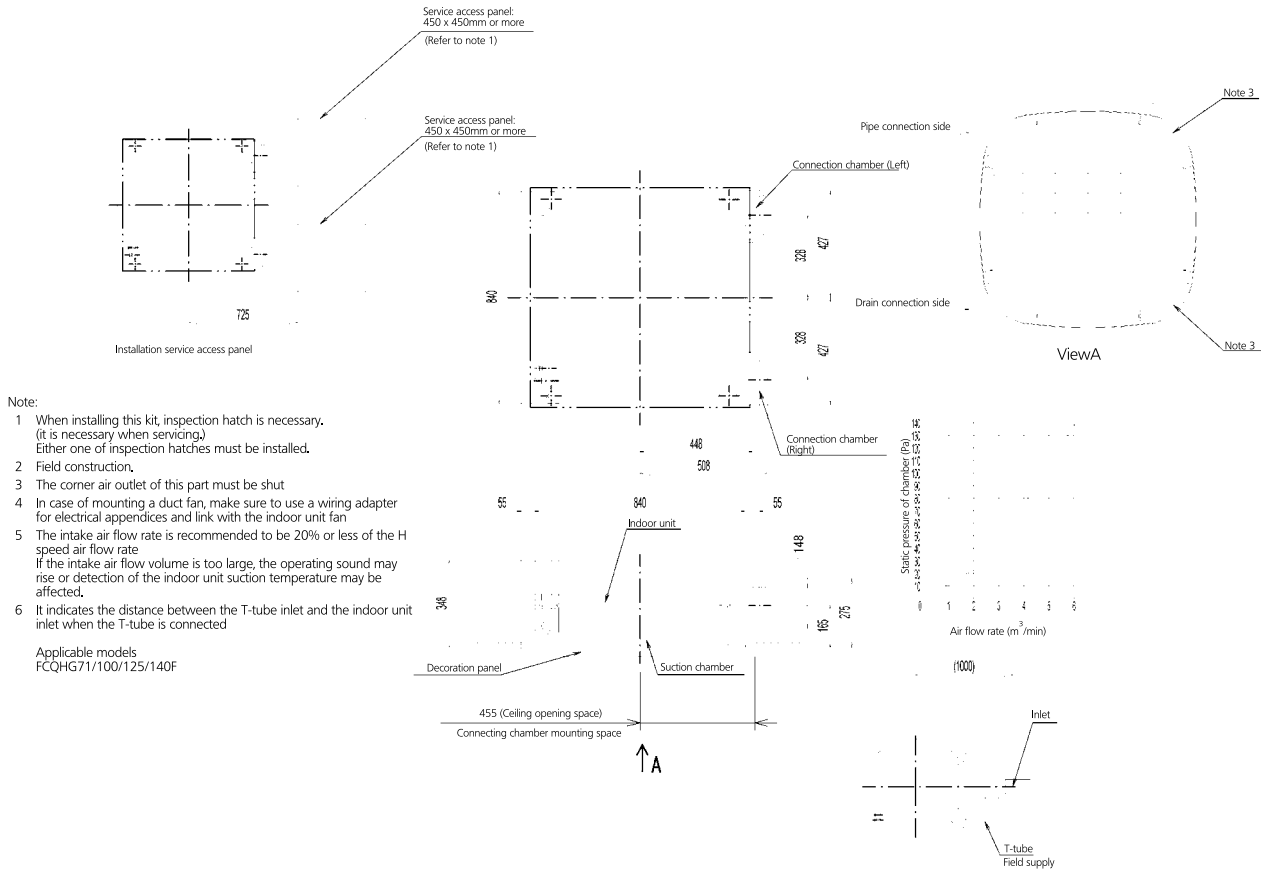 Service access panel:
450 x 450mm or more
(Refer to note 1)
Service access panel:
450 x 450mm or more
(Refer to note 1)
725
Installation service access panel
Connection chamber (Left)
840
328
427
328
427
448
508
Connection chamber
(Right)
Pipe connection side
Drain connection side
Note 3
Note 3
ViewA
Note:
1 When installing this kit, inspection hatch is necessary.
(it is necessary when servicing.)
Either one of inspection hatches must be installed.
2 Field construction.
3 The corner air outlet of this part must be shut
4 In case of mounting a duct fan, make sure to use a wiring adapter
for electrical appendices and link with the indoor unit fan
5 The intake air flow rate is recommended to be 20% or less of the H
speed air flow rate
If the intake air flow volume is too large, the operating sound may
rise or detection of the indoor unit suction temperature may be
affected.
6 It indicates the distance between the T-tube inlet and the indoor unit
inlet when the T-tube is connected
Applicable models
FCQHG71/100/125/140F
55
840
55
Indoor unit
148
348
165
275
Decoration panel
Suction chamber
455 (Ceiling opening space)
Connecting chamber mounting space
A
Static pressure of chamber (Pa)
140
130
120
110
100
0
1
2
3
4
5
6
Air flow rate (m³/min)
(1000)
Inlet
T-tube
Field supply